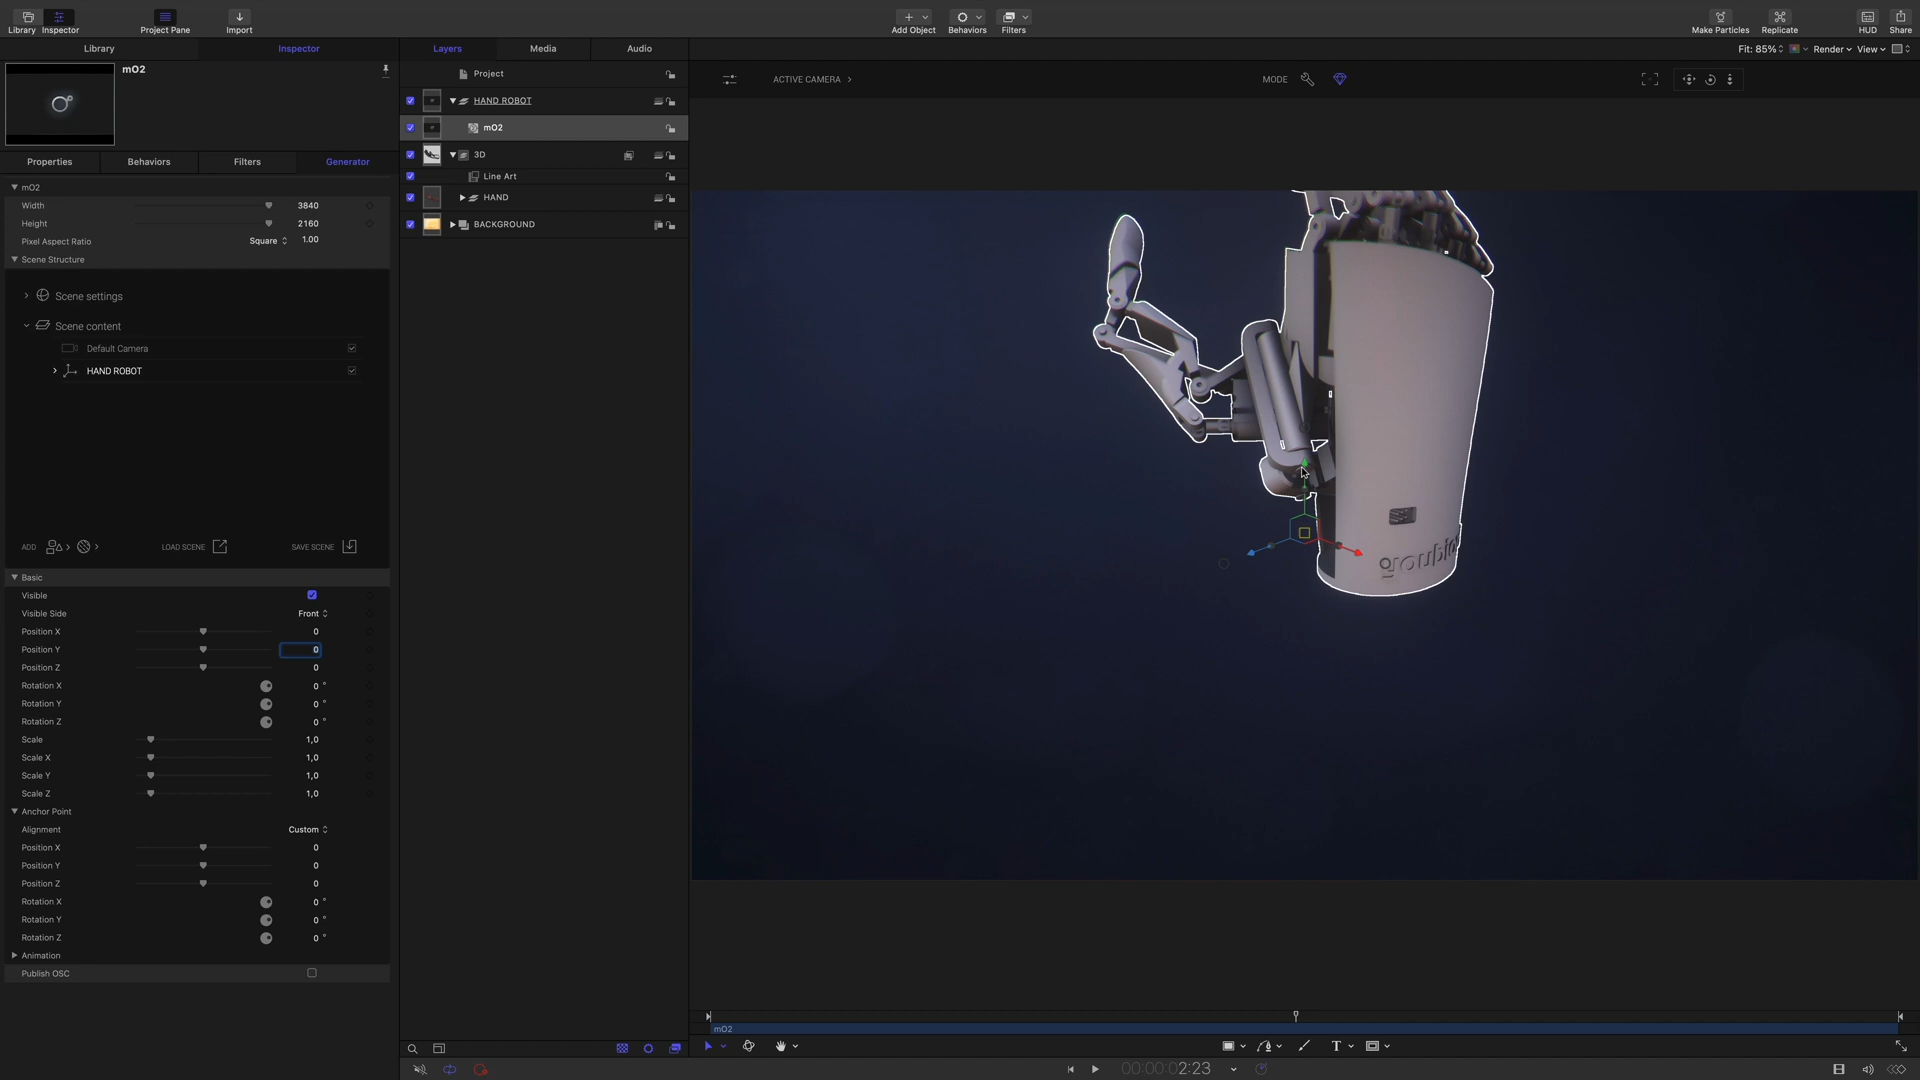 Library Inspector Project Pane Import Add Object Behaviors Filters Make Particles Replicate HUD Share
Library Inspector Layers Media Audio Fit: 85% Render View
mO2
Project
ACTIVE CAMERA MODE
HAND ROBOT
mO2
3D
Line Art
HAND
BACKGROUND
Properties Behaviors Filters Generator
mO2
Width 3840
Height 2160
Pixel Aspect Ratio Square 1.00
Scene Structure
Scene settings
Scene content
Default Camera
HAND ROBOT
ADD LOAD SCENE SAVE SCENE
Basic
Visible
Visible Side Front
Position X 0
Position Y 0
Position Z 0
Rotation X 0 °
Rotation Y 0 °
Rotation Z 0 °
Scale 1,0
Scale X 1,0
Scale Y 1,0
Scale Z 1,0
Anchor Point
Alignment Custom
Position X 0
Position Y 0
Position Z 0
Rotation X 0 °
Rotation Y 0 °
Rotation Z 0 °
Animation
Publish OSC
mO2
T
00:00:02:23